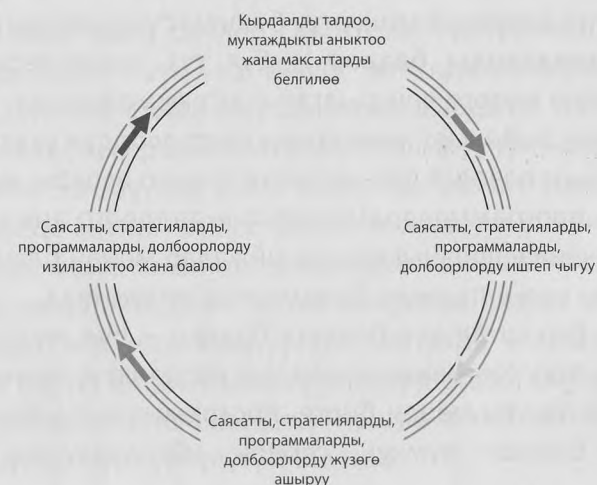 Кырдаалды талдоо,
муктаждыкты аныктоо
жана максаттарды
белгилөө
Саясатты, стратегияларды,
программаларды, долбоорлорду
изиланыктоо жана баалоо
Саясатты, стратегияларды,
программаларды,
долбоорлорду иштеп чыгуу
Саясатты, стратегияларды,
программаларды,
долбоорлорду жүзөгө
ашыруу